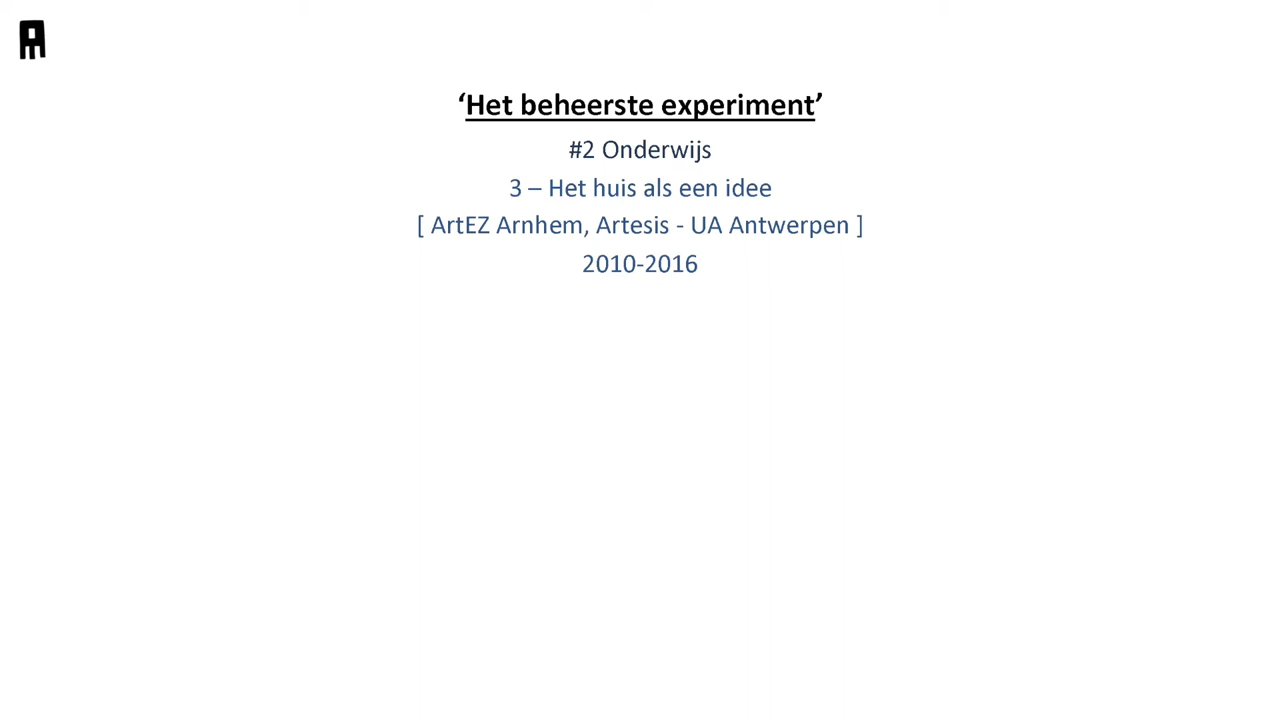 ‘Het beheerste experiment’
#2 Onderwijs
3 – Het huis als een idee
[ ArtEZ Arnhem, Artesis - UA Antwerpen ]
2010-2016